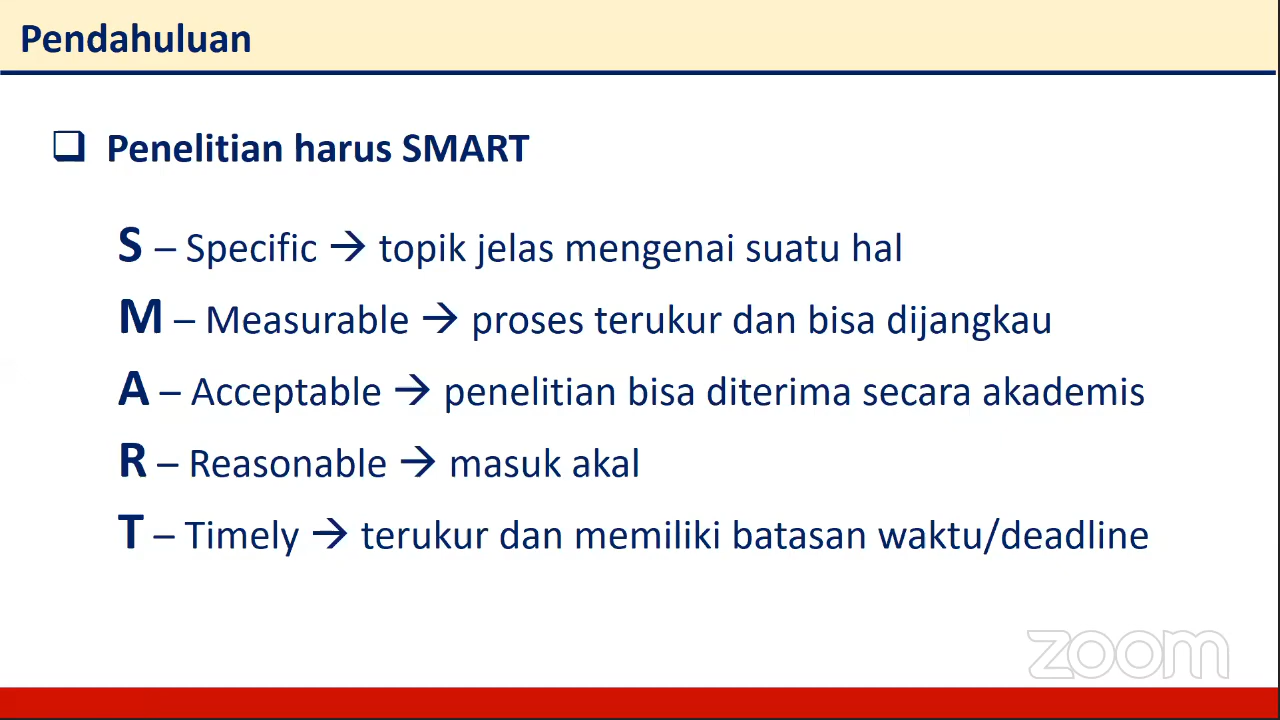 Pendahuluan
Penelitian harus SMART
S – Specific → topik jelas mengenai suatu hal
M – Measurable → proses terukur dan bisa dijangkau
A – Acceptable → penelitian bisa diterima secara akademis
R – Reasonable → masuk akal
T – Timely → terukur dan memiliki batasan waktu/deadline
zoom